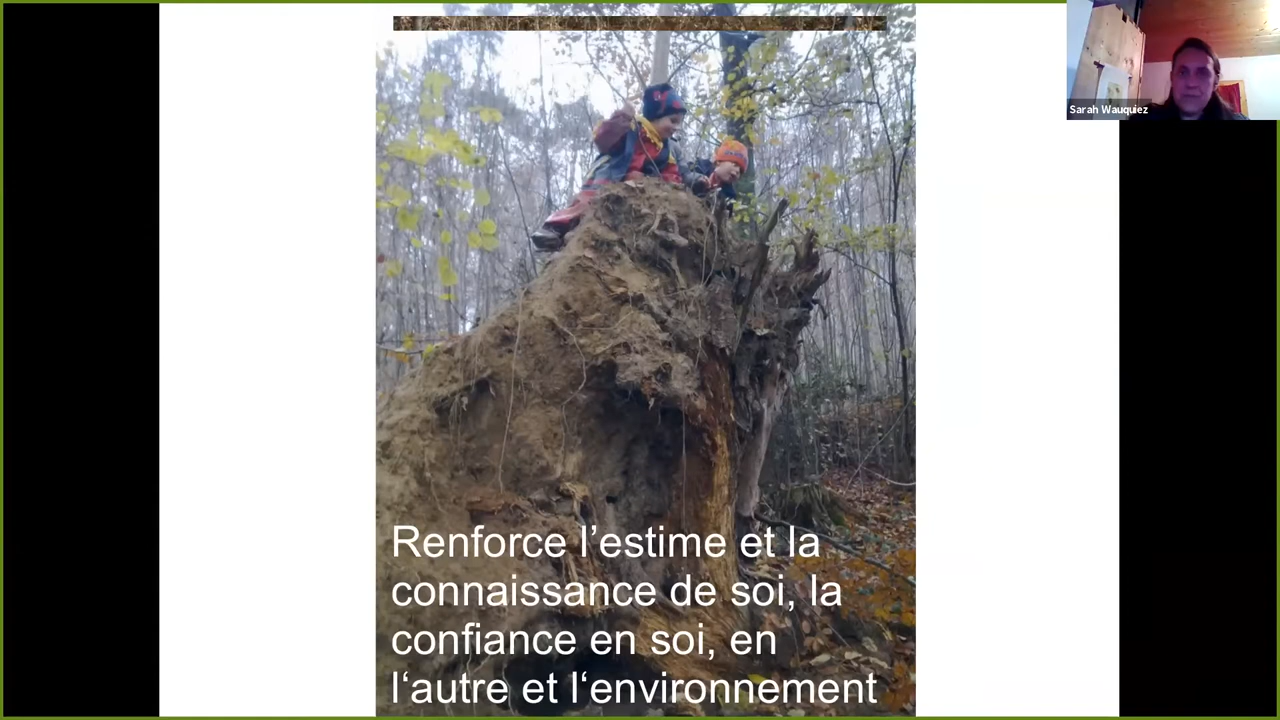 Sarah Wauquiez
Renforce l’estime et la
connaissance de soi, la
confiance en soi, en
l‘autre et l‘environnement